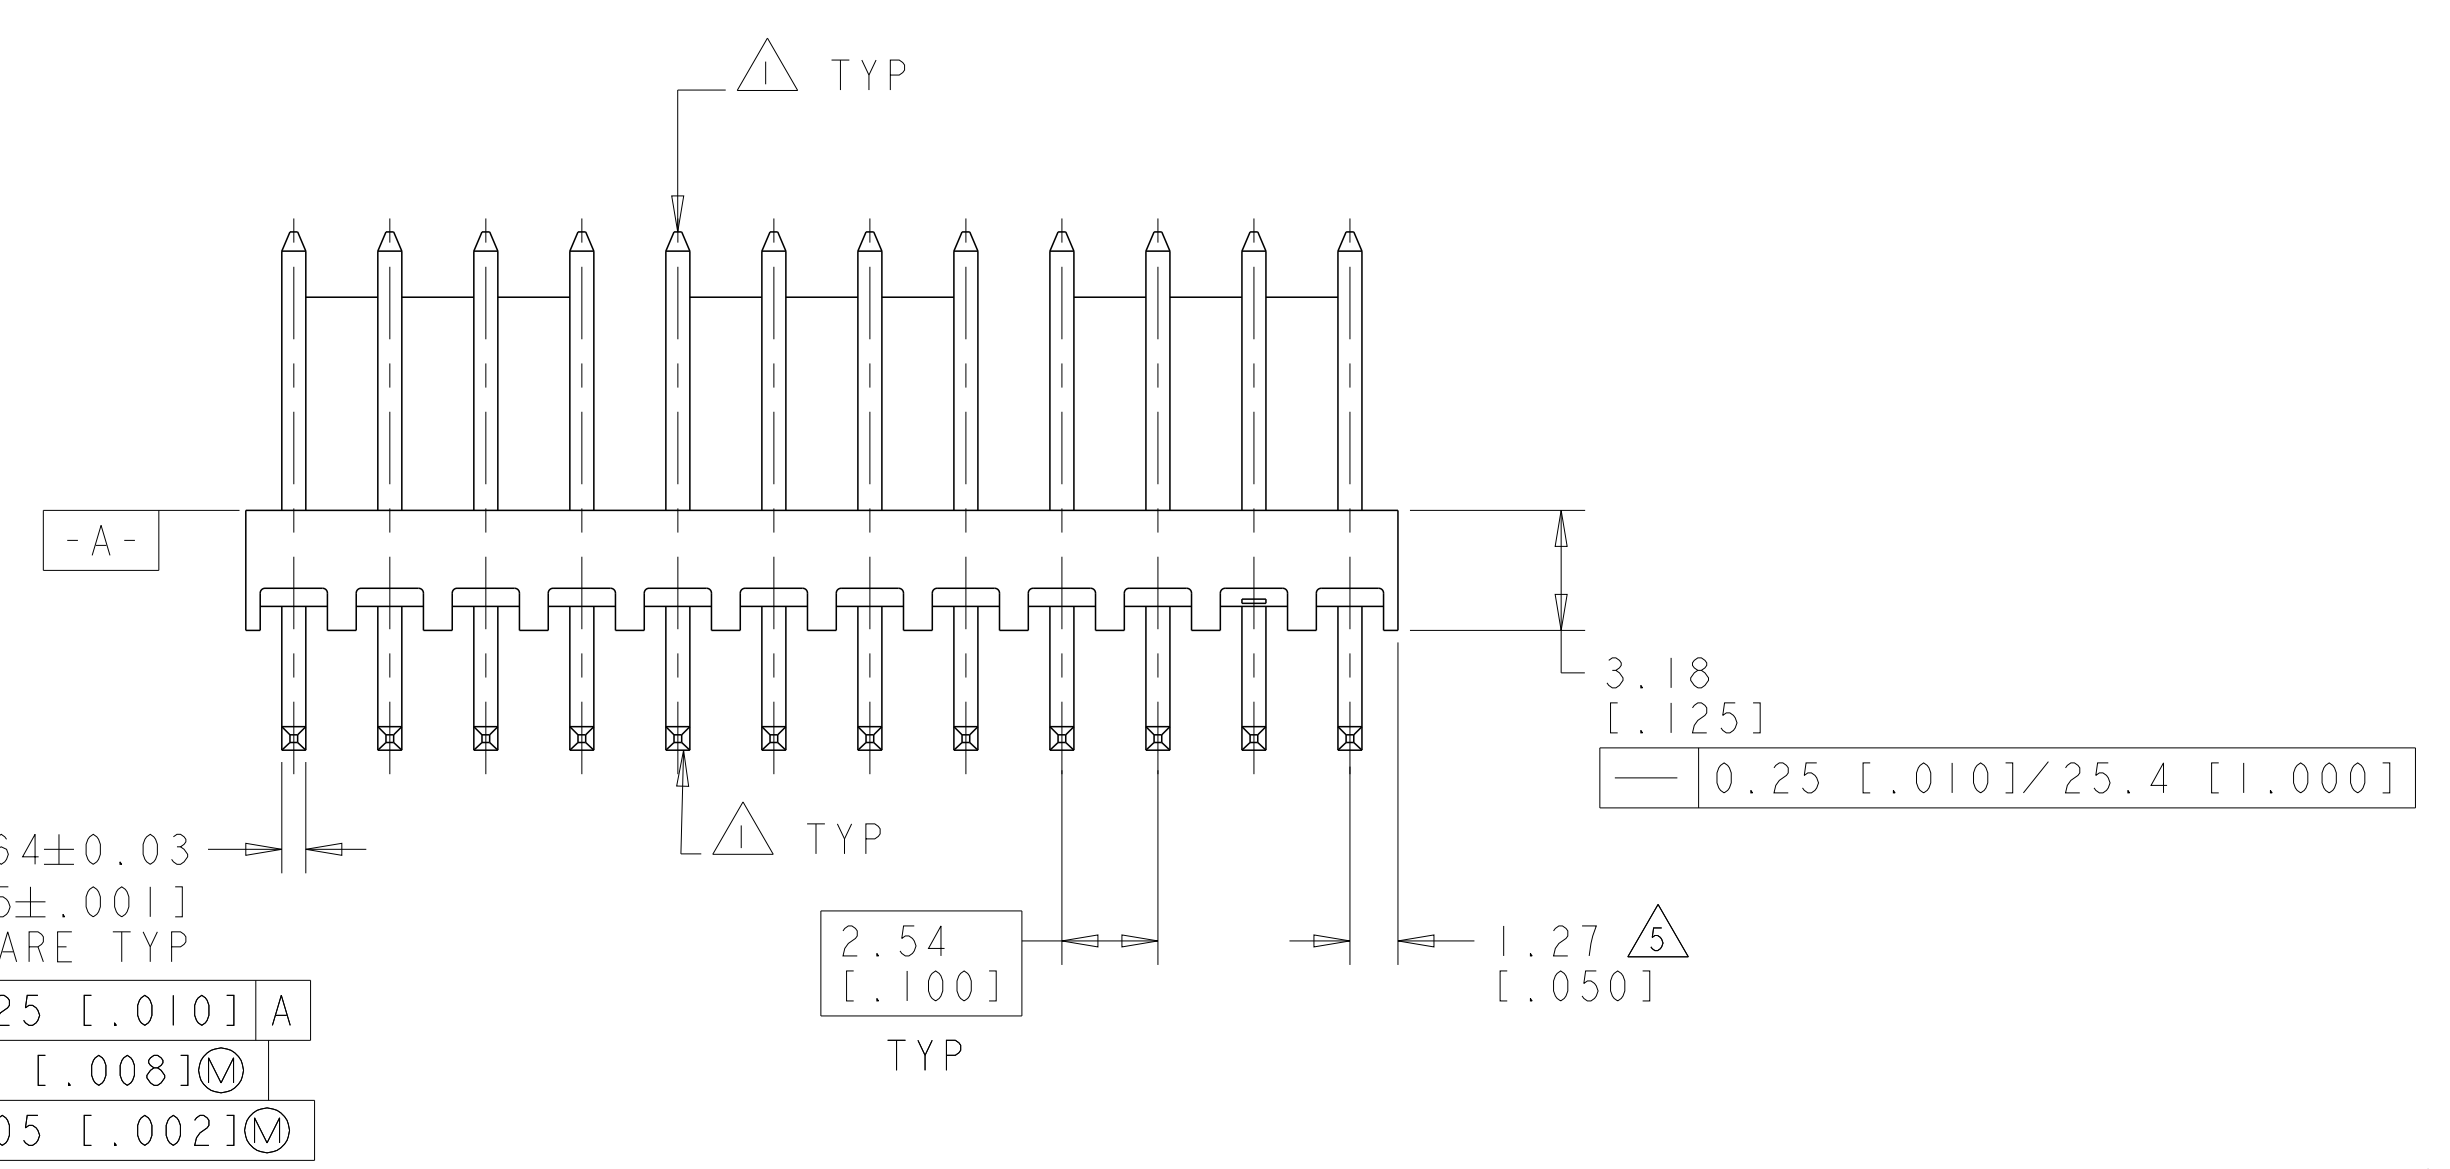 1 TYP
-A-
3.18
[.125]
0.25 [.010]/25.4 [1.000]
64±0.03
5±.001]
ARE TYP
1 TYP
2.54
[.100]
TYP
1.27 5
[.050]
25 [.010] A
[.008]Ⓜ
05 [.002]Ⓜ